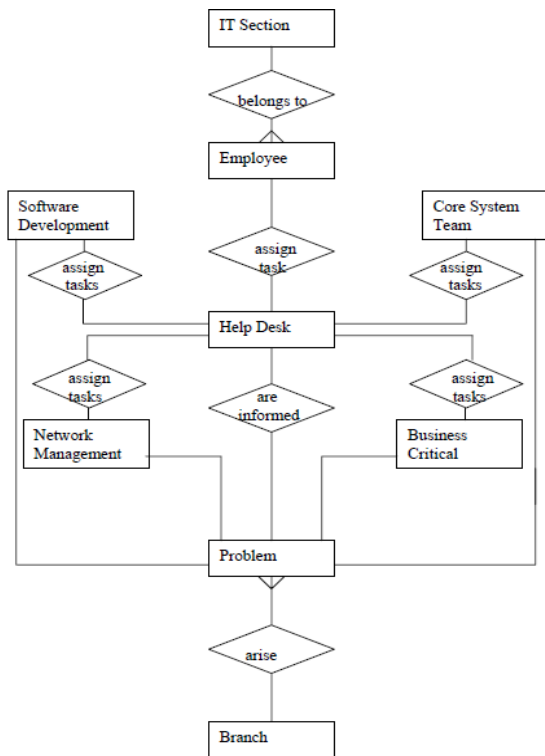 IT Section
belongs to
Employee
Software
Development
Core System
Team
assign
tasks
assign
task
assign
tasks
Help Desk
assign
tasks
are
informed
assign
tasks
Network
Management
Business
Critical
Problem
arise
Branch